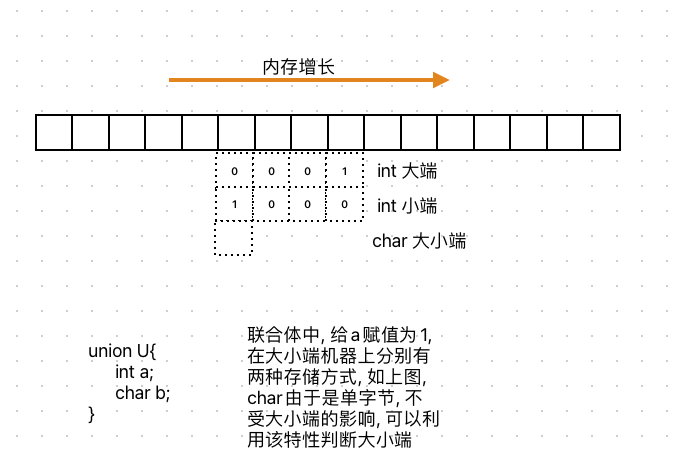 内存增长
0 0 0 1 int 大端
1 0 0 0 int 小端
char 大小端
union U{
int a;
char b;
}
联合体中, 给a赋值为1,
在大小端机器上分别有
两种存储方式, 如上图,
char由于是单字节, 不
受大小端的影响, 可以利
用该特性判断大小端